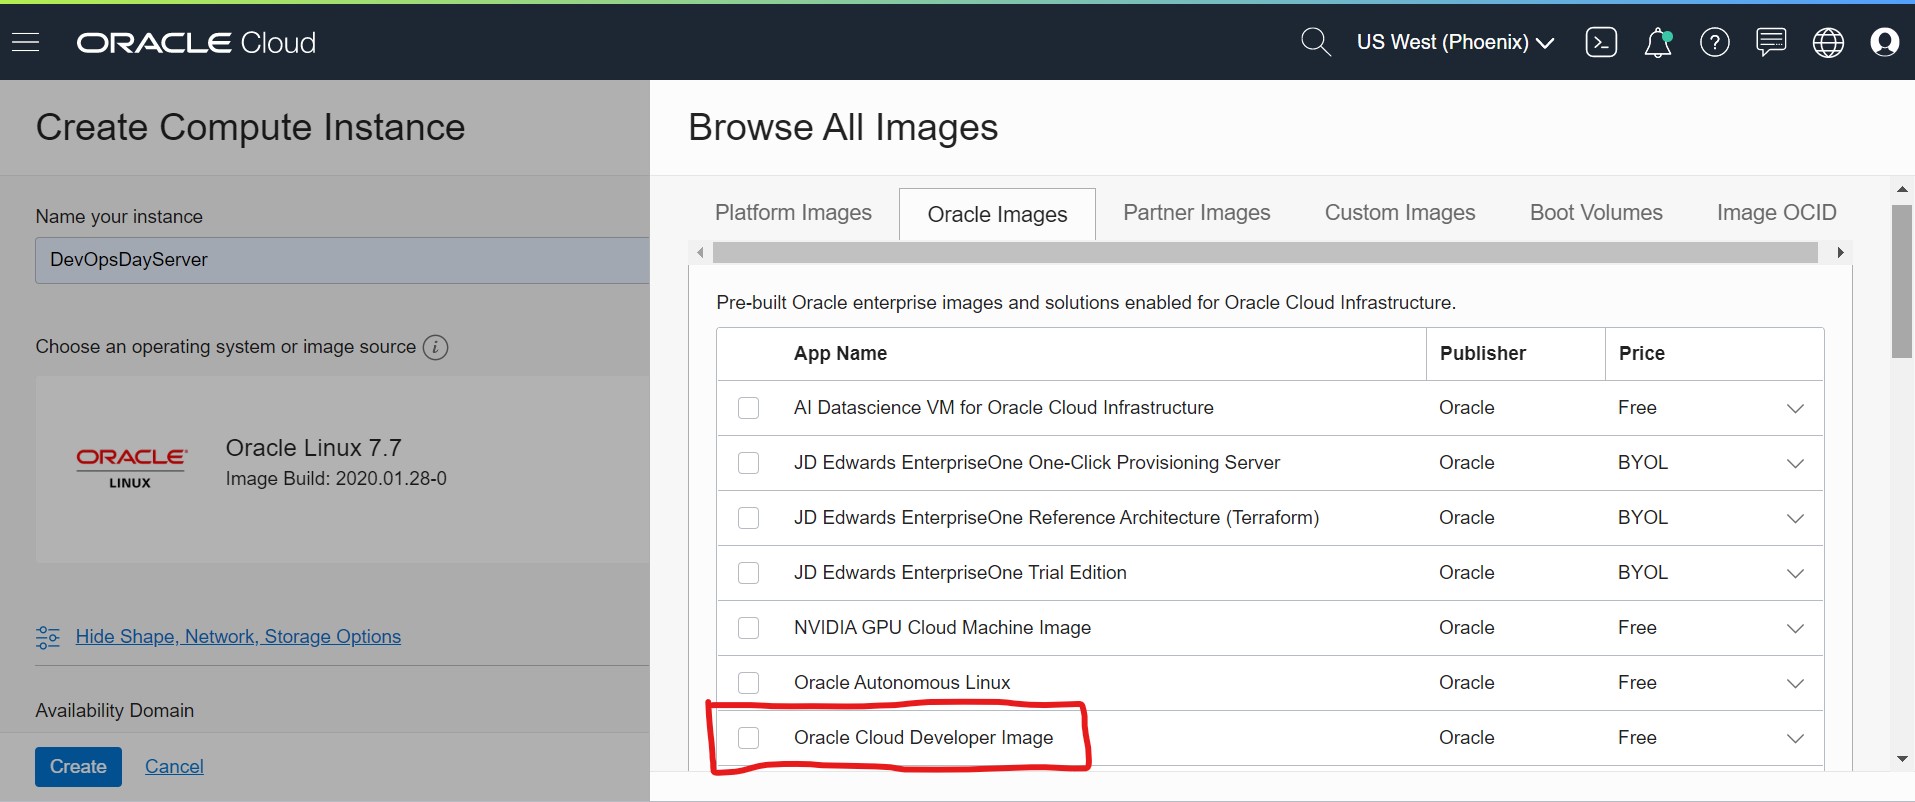 ORACLE Cloud
US West (Phoenix)
Create Compute Instance
Name your instance
DevOpsDayServer
Choose an operating system or image source
ORACLE
LINUX
Oracle Linux 7.7
Image Build: 2020.01.28-0
Hide Shape, Network, Storage Options
Availability Domain
Create Cancel
Browse All Images
Platform Images Oracle Images Partner Images Custom Images Boot Volumes Image OCID
Pre-built Oracle enterprise images and solutions enabled for Oracle Cloud Infrastructure.
App Name Publisher Price
AI Datascience VM for Oracle Cloud Infrastructure Oracle Free
JD Edwards EnterpriseOne One-Click Provisioning Server Oracle BYOL
JD Edwards EnterpriseOne Reference Architecture (Terraform) Oracle BYOL
JD Edwards EnterpriseOne Trial Edition Oracle BYOL
NVIDIA GPU Cloud Machine Image Oracle Free
Oracle Autonomous Linux Oracle Free
Oracle Cloud Developer Image Oracle Free